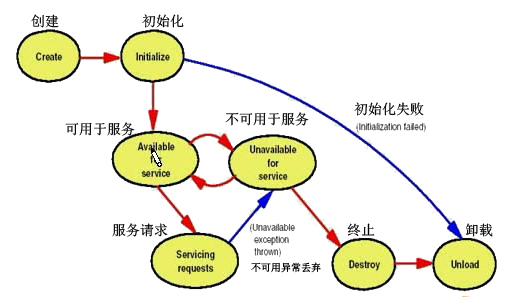 创建
初始化
Create
Initialize
初始化失败
(Initialization failed)
可用于服务
不可用于服务
Available
for
service
Unavailable
for
service
服务请求
(Unavailable
exception
thrown)
不可用异常丢弃
终止
卸载
Servicing
requests
Destroy
Unload